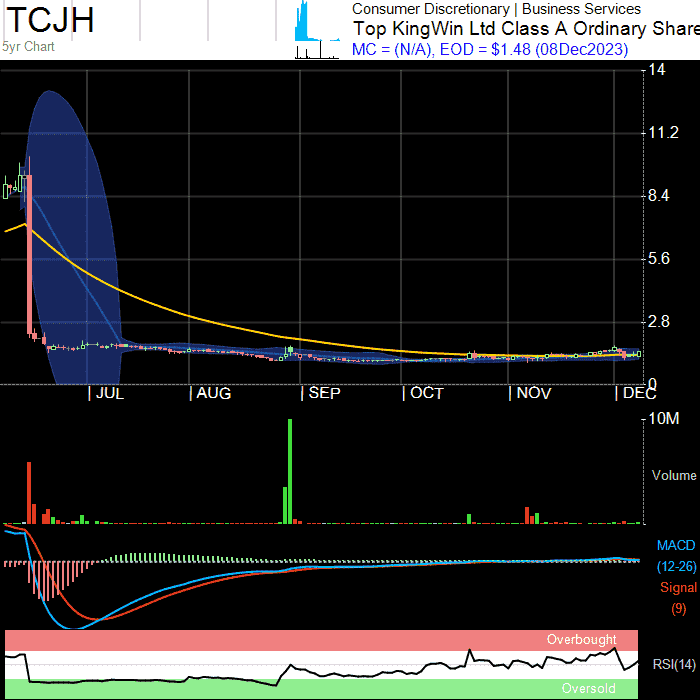 TCJH
5yr Chart
Consumer Discretionary | Business Services
Top KingWin Ltd Class A Ordinary Share
MC = (N/A), EOD = $1.48 (08Dec2023)
14
11.2
8.4
5.6
2.8
0
JUL AUG SEP OCT NOV DEC
10M
Volume
MACD
(12-26)
Signal
(9)
Overbought
RSI(14)
Oversold